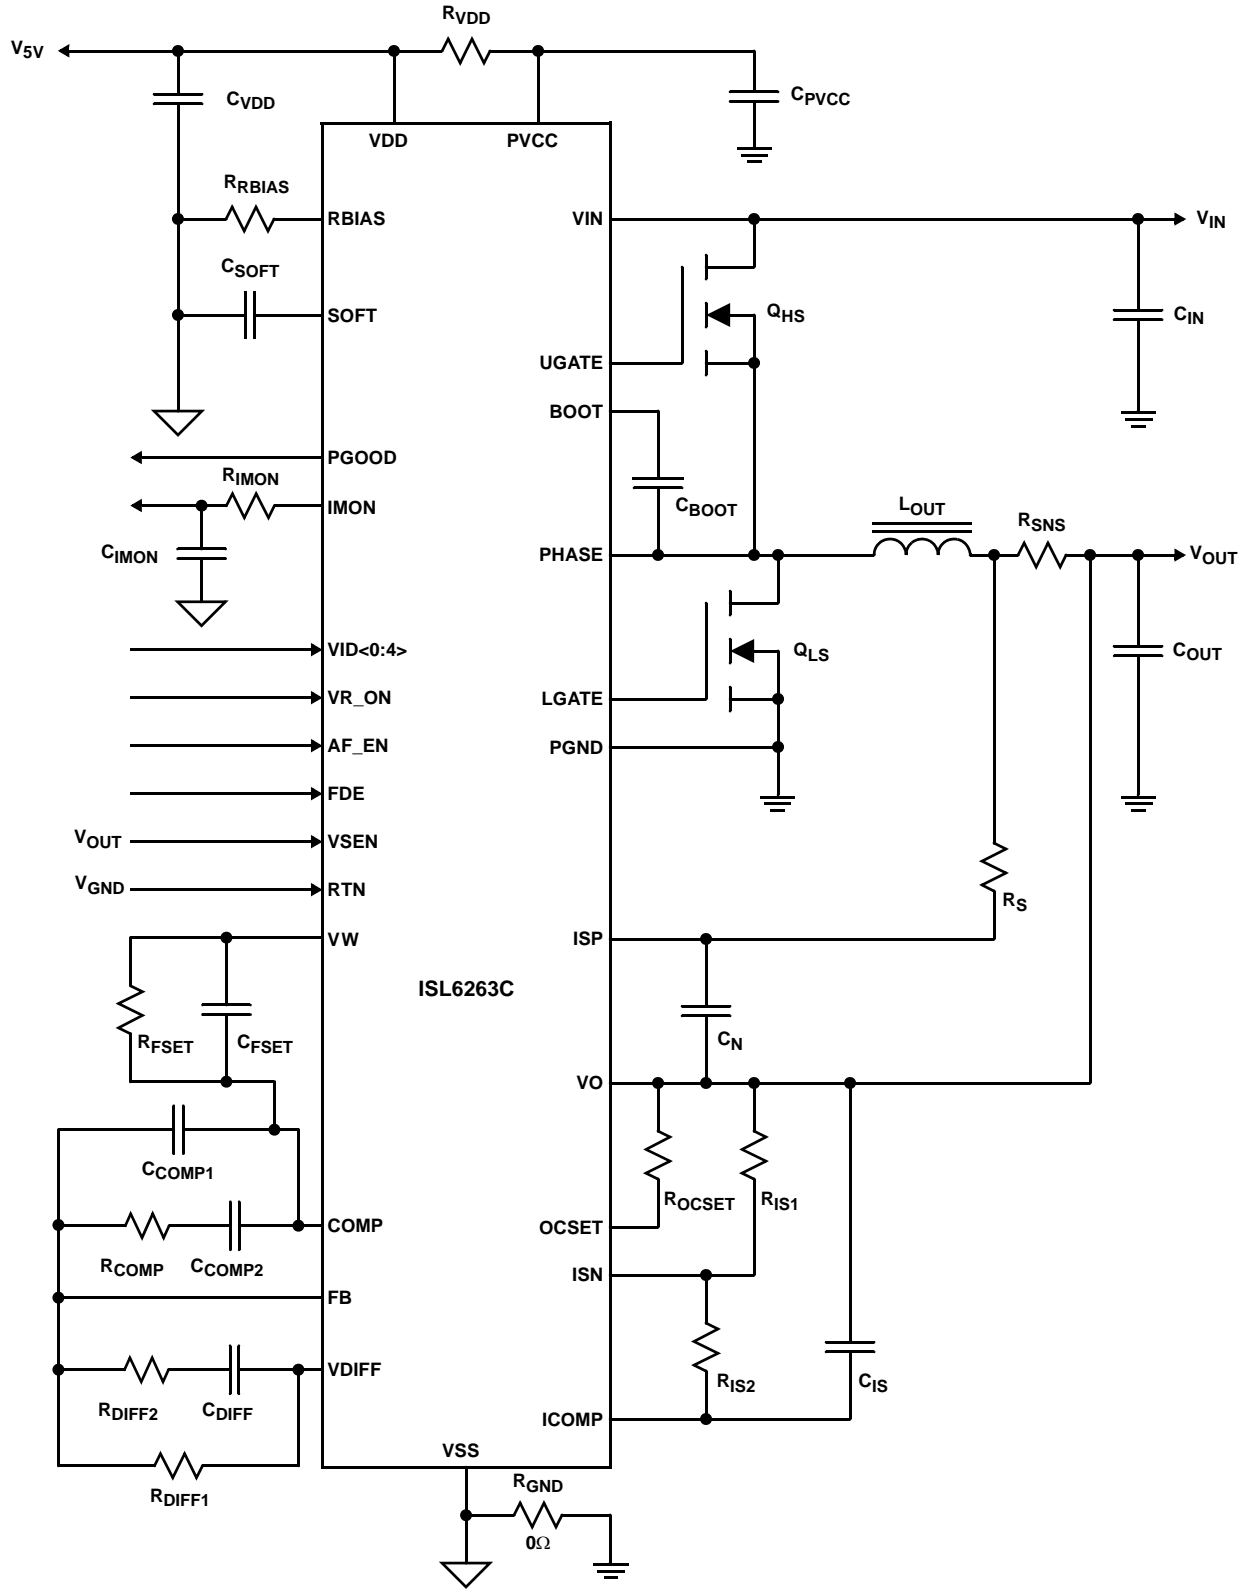 RVDD
V5V
CVDD
CPVCC
VDD
PVCC
RRBIAS
RBIAS
VIN
VIN
CSOFT
SOFT
QHS
CIN
UGATE
BOOT
PGOOD
RIMON
IMON
CBOOT
LOUT
RSNS
CIMON
PHASE
VOUT
VID<0:4>
QLS
COUT
VR_ON
LGATE
AF_EN
PGND
FDE
VOUT
VSEN
VGND
RTN
RS
VW
ISP
ISL6263C
RFSET
CFSET
CN
VO
CCOMP1
ROCSET
RIS1
COMP
OCSET
RCOMP
CCOMP2
ISN
FB
VDIFF
RIS2
CIS
RDIFF2
CDIFF
ICOMP
VSS
RGND
RDIFF1
0Ω